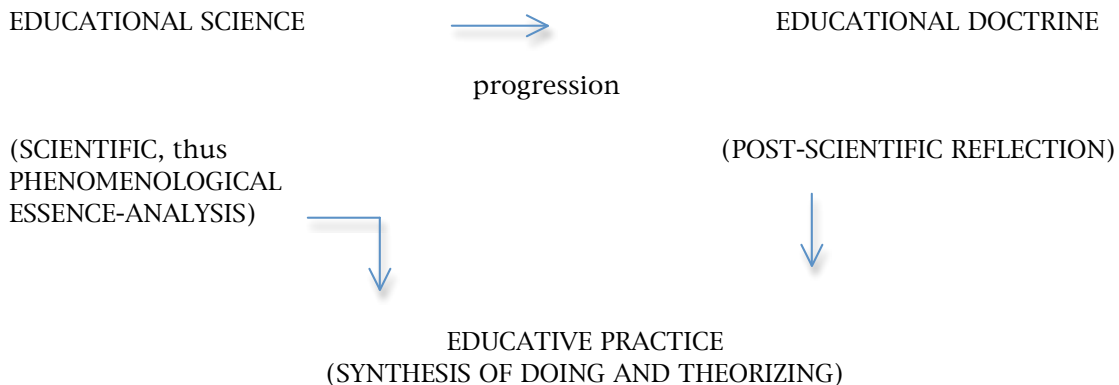 EDUCATIONAL SCIENCE EDUCATIONAL DOCTRINE
progression
(SCIENTIFIC, thus (POST-SCIENTIFIC REFLECTION)
PHENOMENOLOGICAL
ESSENCE-ANALYSIS)
EDUCATIVE PRACTICE
(SYNTHESIS OF DOING AND THEORIZING)